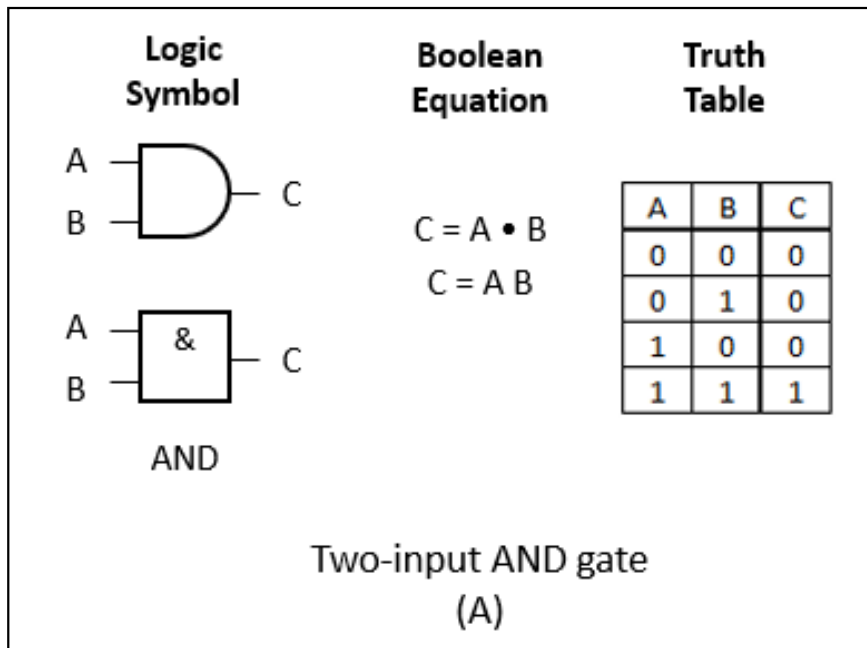 Logic
Symbol
A
B
C
A
B
&
C
AND
Boolean
Equation
C = A • B
C = A B
Truth
Table
A B C
0 0 0
0 1 0
1 0 0
1 1 1
Two-input AND gate
(A)